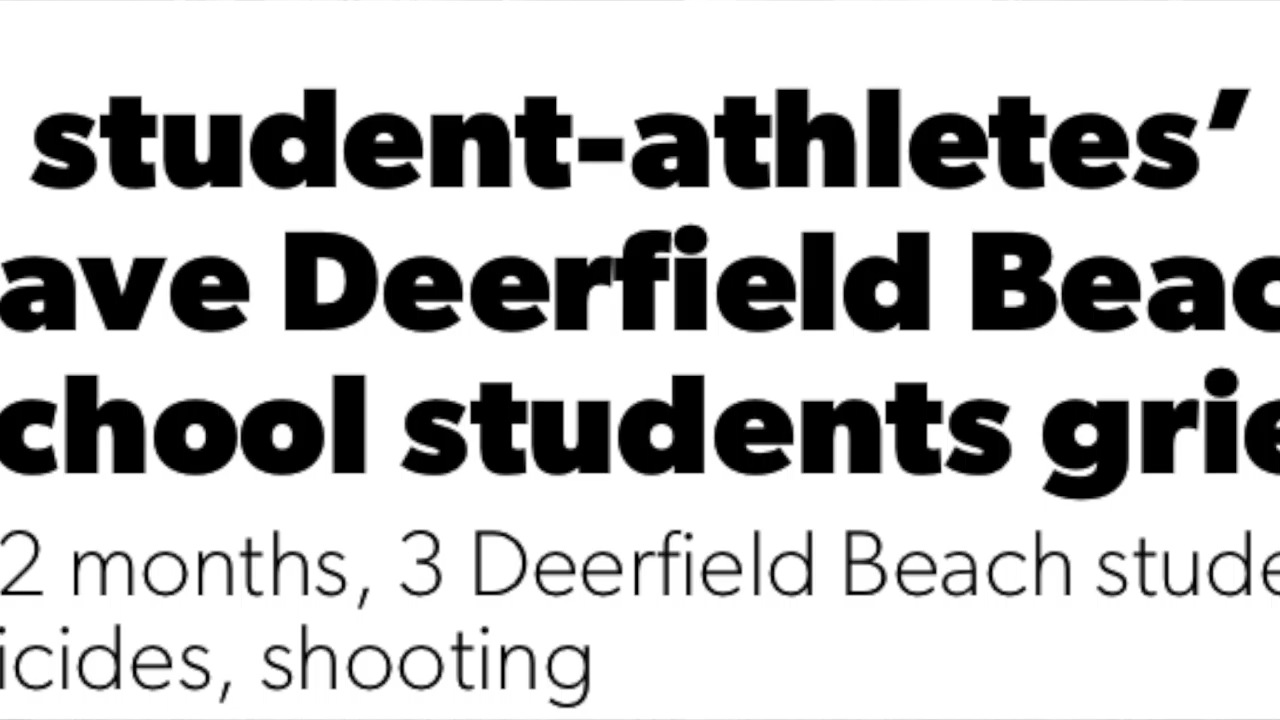 student-athletes’
ave Deerfield Beac
chool students grie
2 months, 3 Deerfield Beach stude
icides, shooting